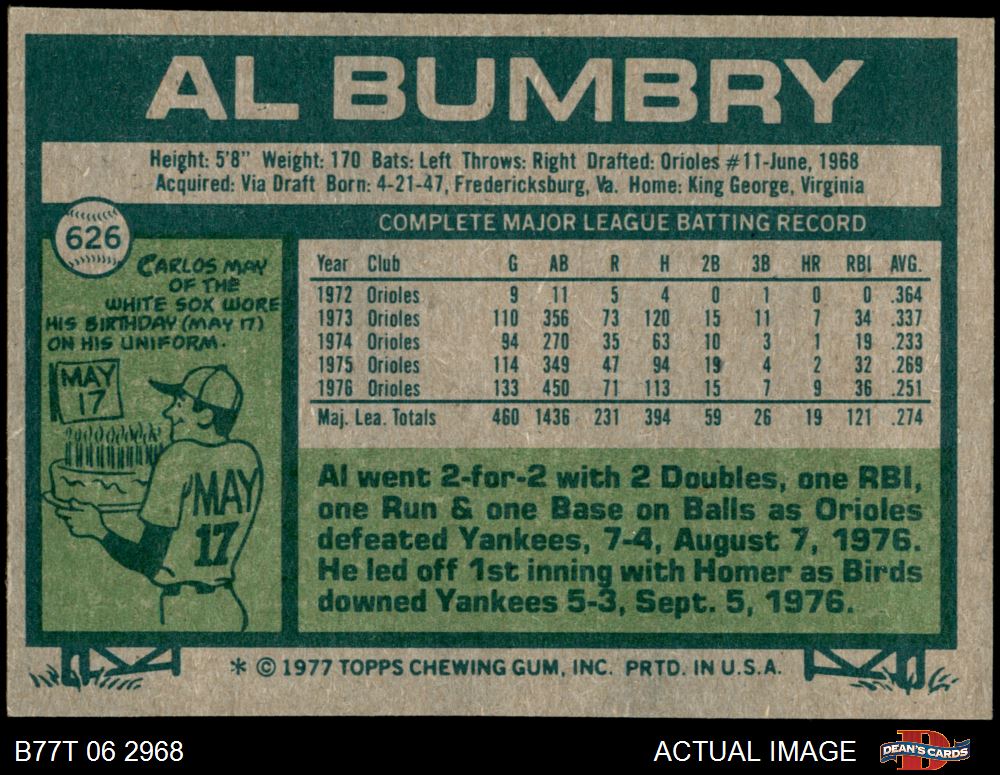 AL BUMBRY
Height: 5'8" Weight: 170 Bats: Left Throws: Right Drafted: Orioles #11-June, 1968
Acquired: Via Draft Born: 4-21-47, Fredericksburg, Va. Home: King George, Virginia
626
COMPLETE MAJOR LEAGUE BATTING RECORD
CARLOS MAY
OF THE
WHITE SOX WORE
HIS BIRTHDAY (MAY 17)
ON HIS UNIFORM.
MAY
17
MAY
17
Year Club G AB R H 2B 3B HR RBI AVG.
1972 Orioles 9 11 5 4 0 1 0 0 .364
1973 Orioles 110 356 73 120 15 11 7 34 .337
1974 Orioles 94 270 35 63 10 3 1 19 .233
1975 Orioles 114 349 47 94 19 4 2 32 .269
1976 Orioles 133 450 71 113 15 7 9 36 .251
Maj. Lea. Totals 460 1436 231 394 59 26 19 121 .274
Al went 2-for-2 with 2 Doubles, one RBI,
one Run & one Base on Balls as Orioles
defeated Yankees, 7-4, August 7, 1976.
He led off 1st inning with Homer as Birds
downed Yankees 5-3, Sept. 5, 1976.
* © 1977 TOPPS CHEWING GUM, INC. PRTD. IN U.S.A.
B77T 06 2968
ACTUAL IMAGE
D
DEAN'S CARDS